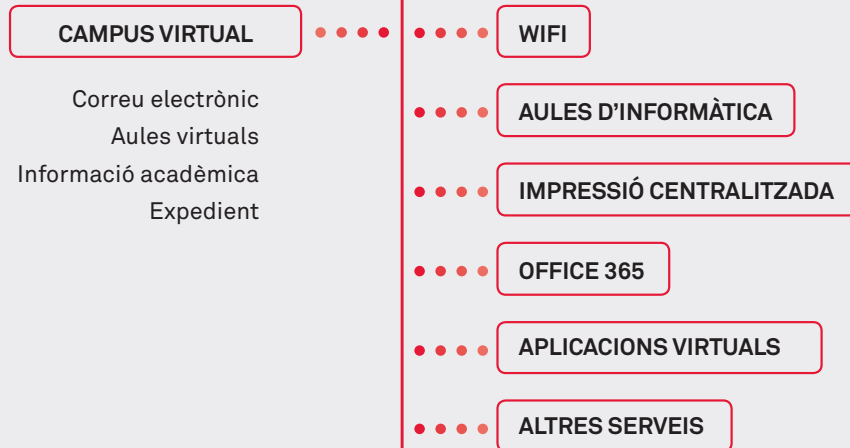 CAMPUS VIRTUAL
Correu electrònic
Aules virtuals
Informació acadèmica
Expedient
WIFI
AULES D'INFORMÀTICA
IMPRESSIÓ CENTRALITZADA
OFFICE 365
APLICACIONS VIRTUALS
ALTRES SERVEIS